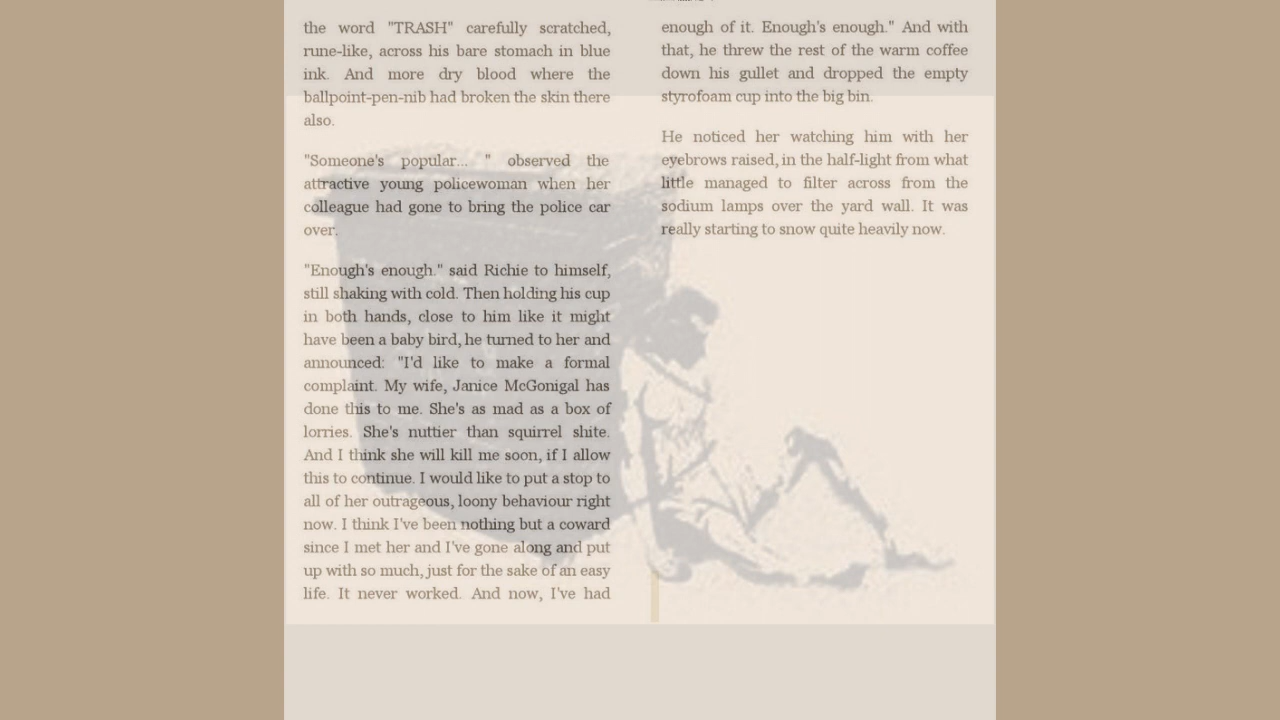 the word "TRASH" carefully scratched,
rune-like, across his bare stomach in blue
ink. And more dry blood where the
ballpoint-pen-nib had broken the skin there
also.
"Someone's popular... " observed the
attractive young policewoman when her
colleague had gone to bring the police car
over.
"Enough's enough." said Richie to himself,
still shaking with cold. Then holding his cup
in both hands, close to him like it might
have been a baby bird, he turned to her and
announced: "I'd like to make a formal
complaint. My wife, Janice McGonigal has
done this to me. She's as mad as a box of
lorries. She's nuttier than squirrel shite.
And I think she will kill me soon, if I allow
this to continue. I would like to put a stop to
all of her outrageous, loony behaviour right
now. I think I've been nothing but a coward
since I met her and I've gone along and put
up with so much, just for the sake of an easy
life. It never worked. And now, I've had
enough of it. Enough's enough." And with
that, he threw the rest of the warm coffee
down his gullet and dropped the empty
styrofoam cup into the big bin.
He noticed her watching him with her
eyebrows raised, in the half-light from what
little managed to filter across from the
sodium lamps over the yard wall. It was
really starting to snow quite heavily now.